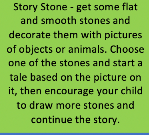 Story Stone - get some flat
and smooth stones and
decorate them with pictures
of objects or animals. Choose
one of the stones and start a
tale based on the picture on
it, then encourage your child
to draw more stones and
continue the story.